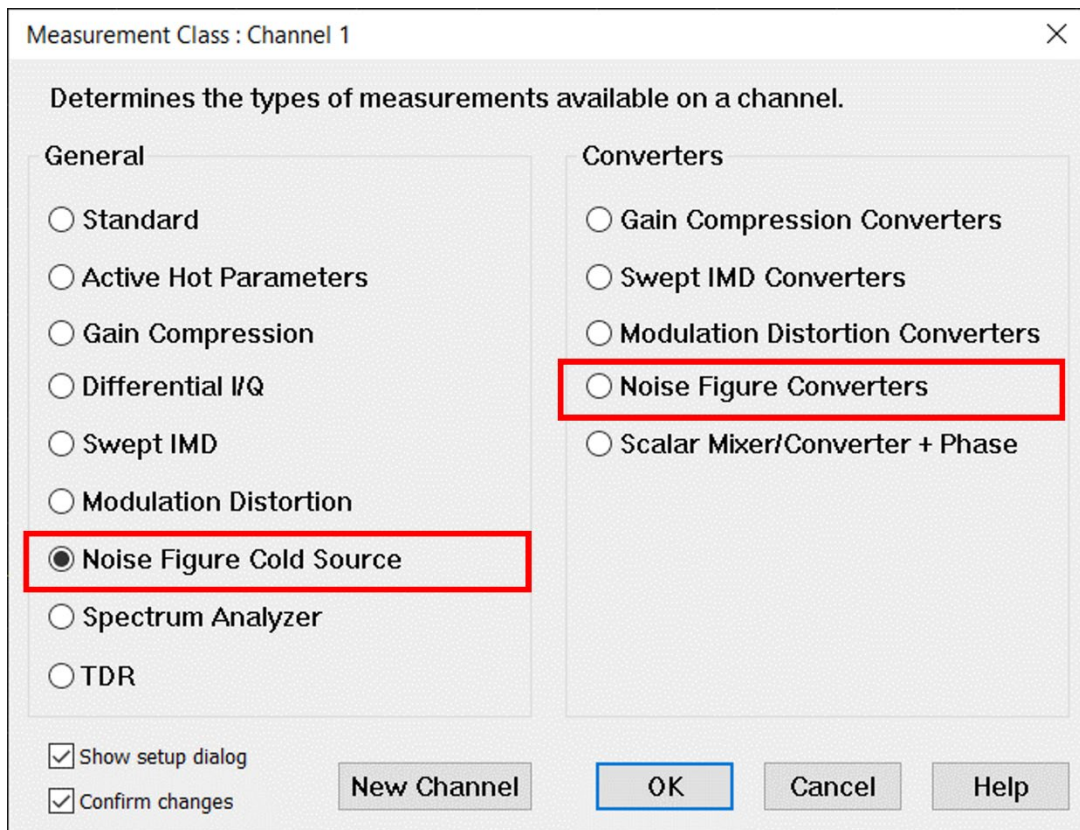 Measurement Class : Channel 1
Determines the types of measurements available on a channel.
General
Standard
Active Hot Parameters
Gain Compression
Differential I/Q
Swept IMD
Modulation Distortion
Noise Figure Cold Source
Spectrum Analyzer
TDR
Converters
Gain Compression Converters
Swept IMD Converters
Modulation Distortion Converters
Noise Figure Converters
Scalar Mixer/Converter + Phase
Show setup dialog
Confirm changes
New Channel
OK
Cancel
Help